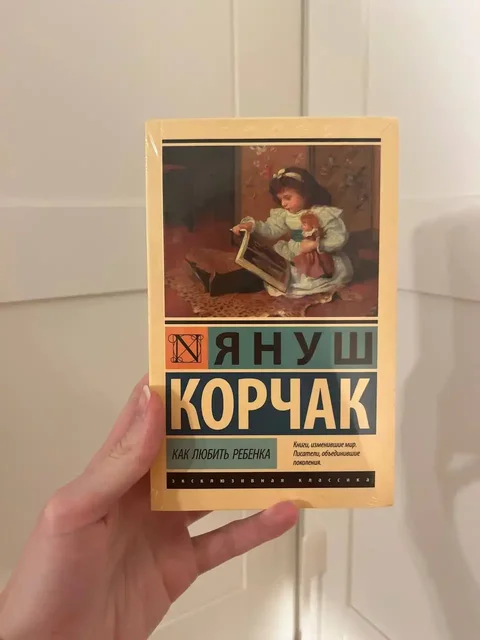 N ЯНУШ
КОРЧАК
КАК ЛЮБИТЬ РЕБЕНКА
Книги, изменившие мир.
Писатели, объединившие
поколения.
ЭКСКЛЮЗИВНАЯ КЛАССИКА